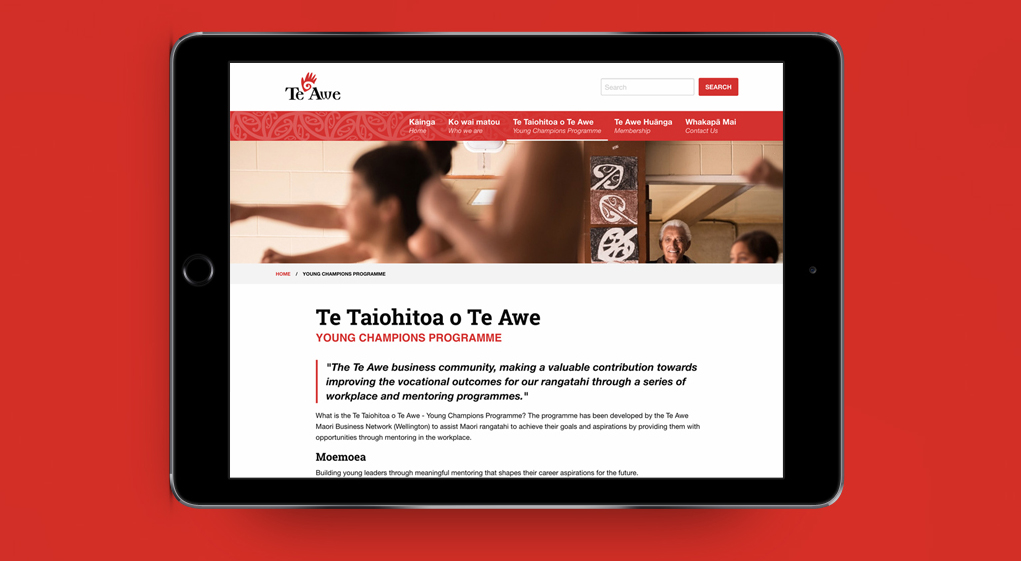 Te Awe
Search
SEARCH
Kāinga
Home
Ko wai matou
Who we are
Te Taiohitoa o Te Awe
Young Champions Programme
Te Awe Huānga
Membership
Whakapā Mai
Contact Us
HOME / YOUNG CHAMPIONS PROGRAMME
Te Taiohitoa o Te Awe
YOUNG CHAMPIONS PROGRAMME
"The Te Awe business community, making a valuable contribution towards
improving the vocational outcomes for our rangatahi through a series of
workplace and mentoring programmes."
What is the Te Taiohitoa o Te Awe - Young Champions Programme? The programme has been developed by the Te Awe
Maori Business Network (Wellington) to assist Maori rangatahi to achieve their goals and aspirations by providing them with
opportunities through mentoring in the workplace.
Moemoea
Building young leaders through meaningful mentoring that shapes their career aspirations for the future.